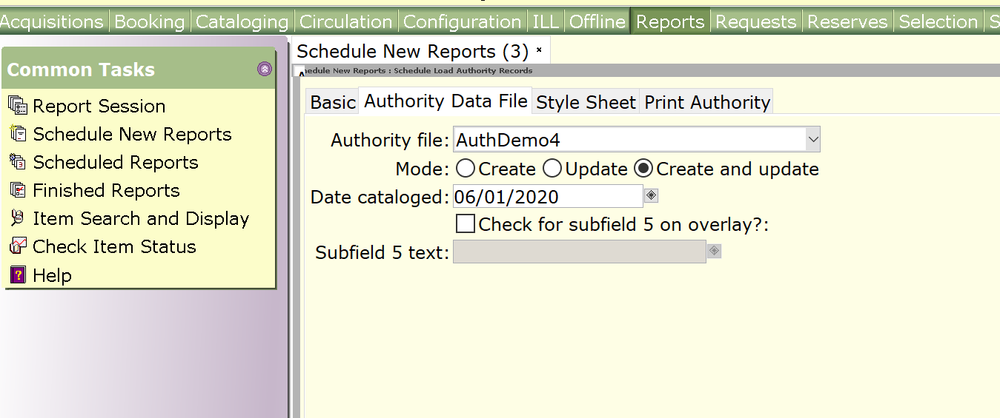 Acquisitions Booking Cataloging Circulation Configuration ILL Offline Reports Requests Reserves Selection S
Schedule New Reports (3) ×
edule New Reports : Schedule Load Authority Records
Common Tasks
Report Session
Schedule New Reports
Scheduled Reports
Finished Reports
Item Search and Display
Check Item Status
? Help
Basic Authority Data File Style Sheet Print Authority
Authority file: AuthDemo4
Mode: Create Update Create and update
Date cataloged: 06/01/2020
Check for subfield 5 on overlay?:
Subfield 5 text: